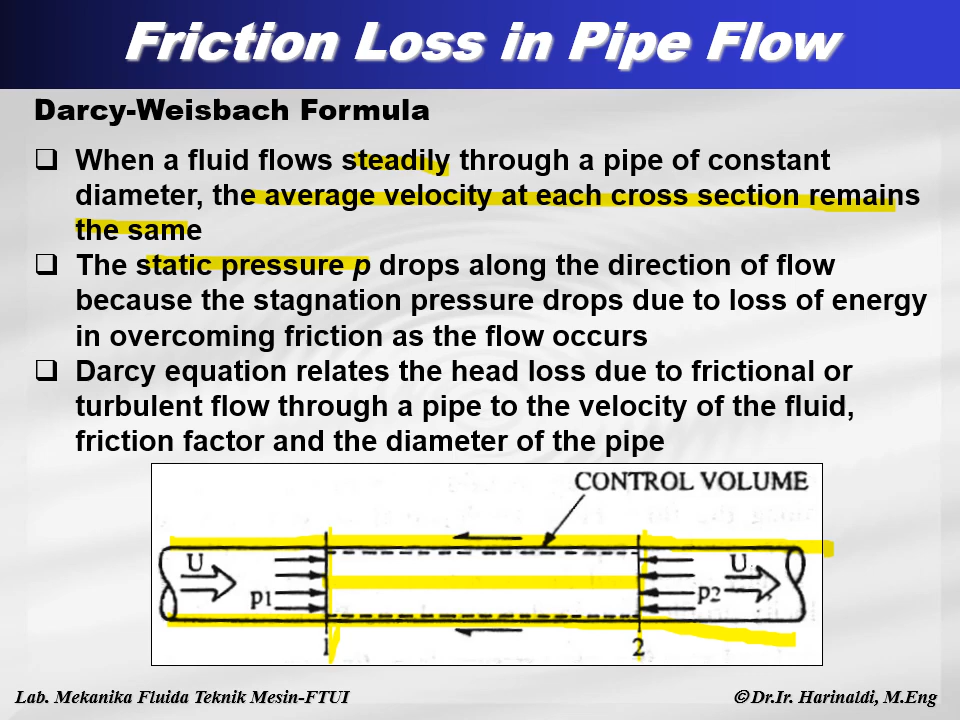 Friction Loss in Pipe Flow
Darcy-Weisbach Formula
❑ When a fluid flows steadily through a pipe of constant
diameter, the average velocity at each cross section remains
the same
❑ The static pressure p drops along the direction of flow
because the stagnation pressure drops due to loss of energy
in overcoming friction as the flow occurs
❑ Darcy equation relates the head loss due to frictional or
turbulent flow through a pipe to the velocity of the fluid,
friction factor and the diameter of the pipe
CONTROL VOLUME
U
U
p1
p2
1
2
Lab. Mekanika Fluida Teknik Mesin-FTUI
©Dr.Ir. Harinaldi, M.Eng